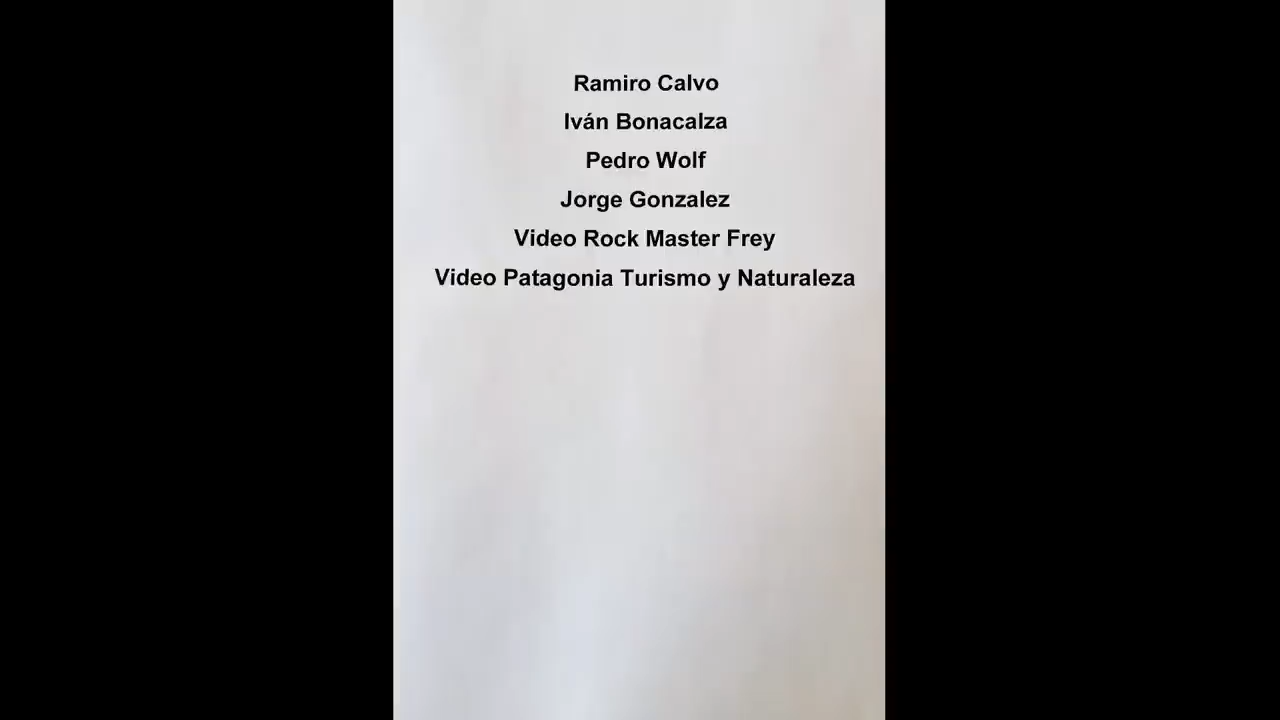 Ramiro Calvo
Iván Bonacalza
Pedro Wolf
Jorge Gonzalez
Video Rock Master Frey
Video Patagonia Turismo y Naturaleza